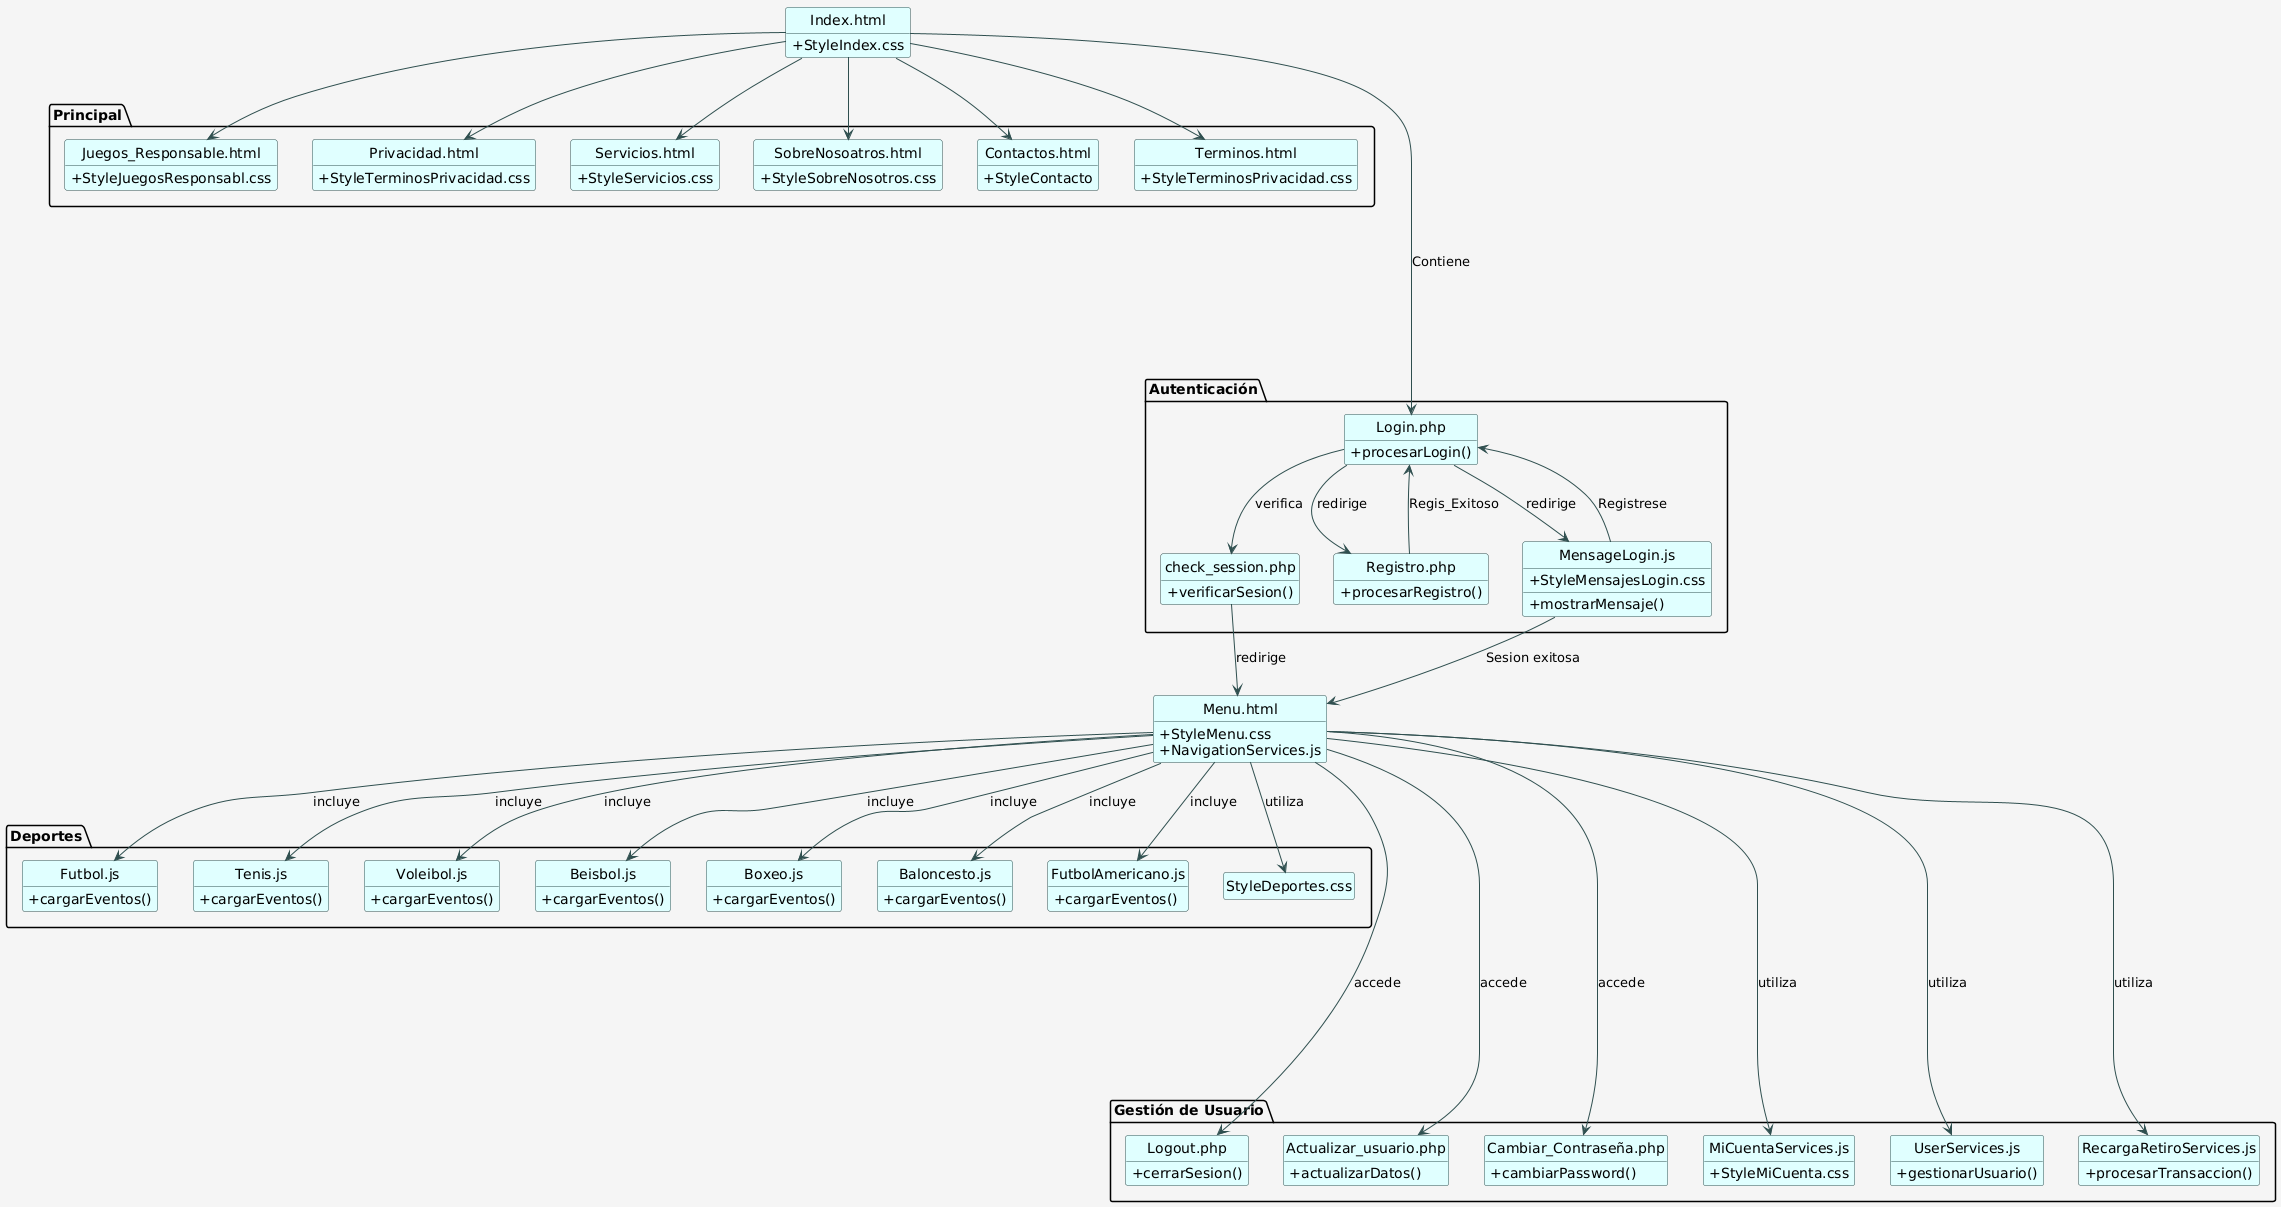 Index.html
+StyleIndex.css
Principal
Juegos_Responsable.html
+StyleJuegosResponsabl.css
Privacidad.html
+StyleTerminosPrivacidad.css
Servicios.html
+StyleServicios.css
SobreNosoatros.html
+StyleSobreNosotros.css
Contactos.html
+StyleContacto
Terminos.html
+StyleTerminosPrivacidad.css
Contiene
Autenticación
Login.php
+procesarLogin()
verifica
redirige
Regis_Exitoso
redirige
Registrese
check_session.php
+verificarSesion()
Registro.php
+procesarRegistro()
MensageLogin.js
+StyleMensajesLogin.css
+mostrarMensaje()
redirige
Sesion exitosa
Menu.html
+StyleMenu.css
+NavigationServices.js
incluye
incluye
incluye
incluye
incluye
incluye
incluye
utiliza
Deportes
Futbol.js
+cargarEventos()
Tenis.js
+cargarEventos()
Voleibol.js
+cargarEventos()
Beisbol.js
+cargarEventos()
Boxeo.js
+cargarEventos()
Baloncesto.js
+cargarEventos()
FutbolAmericano.js
+cargarEventos()
StyleDeportes.css
accede
accede
accede
utiliza
utiliza
utiliza
Gestión de Usuario
Logout.php
+cerrarSesion()
Actualizar_usuario.php
+actualizarDatos()
Cambiar_Contraseña.php
+cambiarPassword()
MiCuentaServices.js
+StyleMiCuenta.css
UserServices.js
+gestionarUsuario()
RecargaRetiroServices.js
+procesarTransaccion()